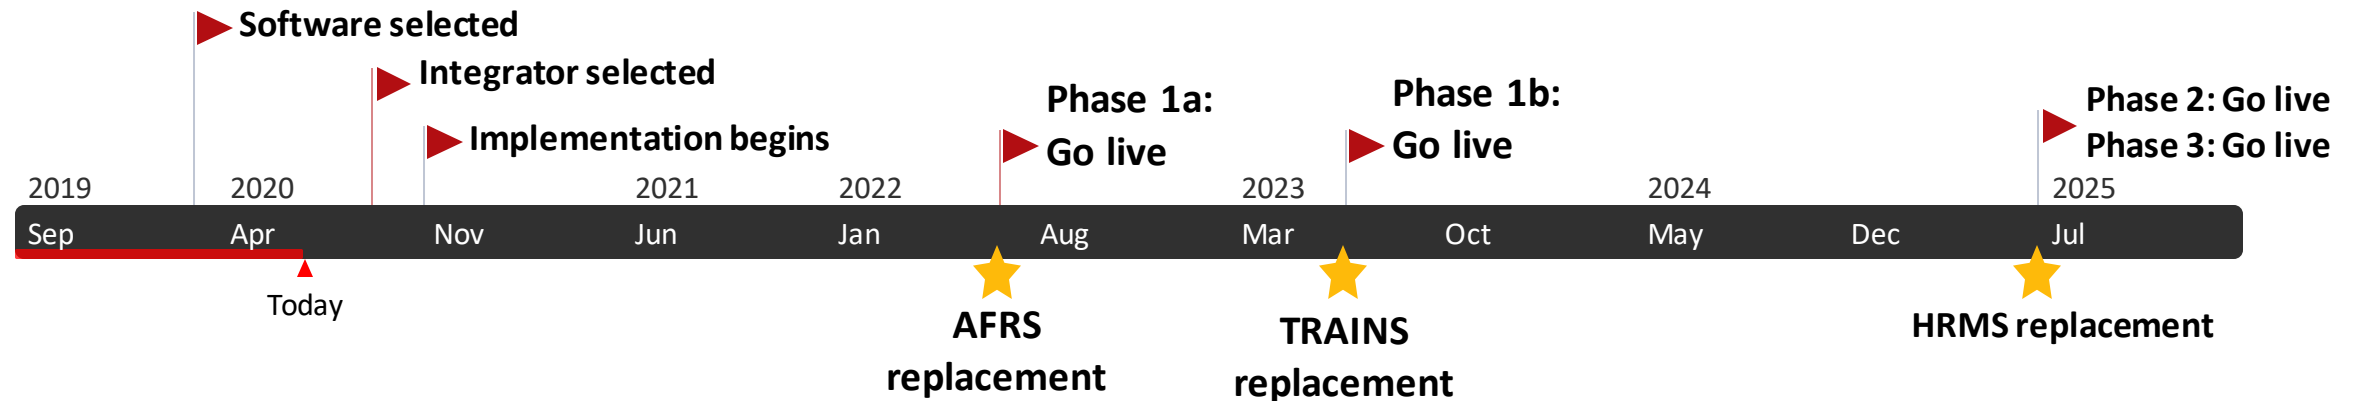 Software selected
Integrator selected
Implementation begins
Phase 1a:
Go live
Phase 1b:
Go live
Phase 2: Go live
Phase 3: Go live
2019 2020 2021 2022 2023 2024 2025
Sep Apr Nov Jun Jan Aug Mar Oct May Dec Jul
Today
AFRS
replacement
TRAINS
replacement
HRMS replacement